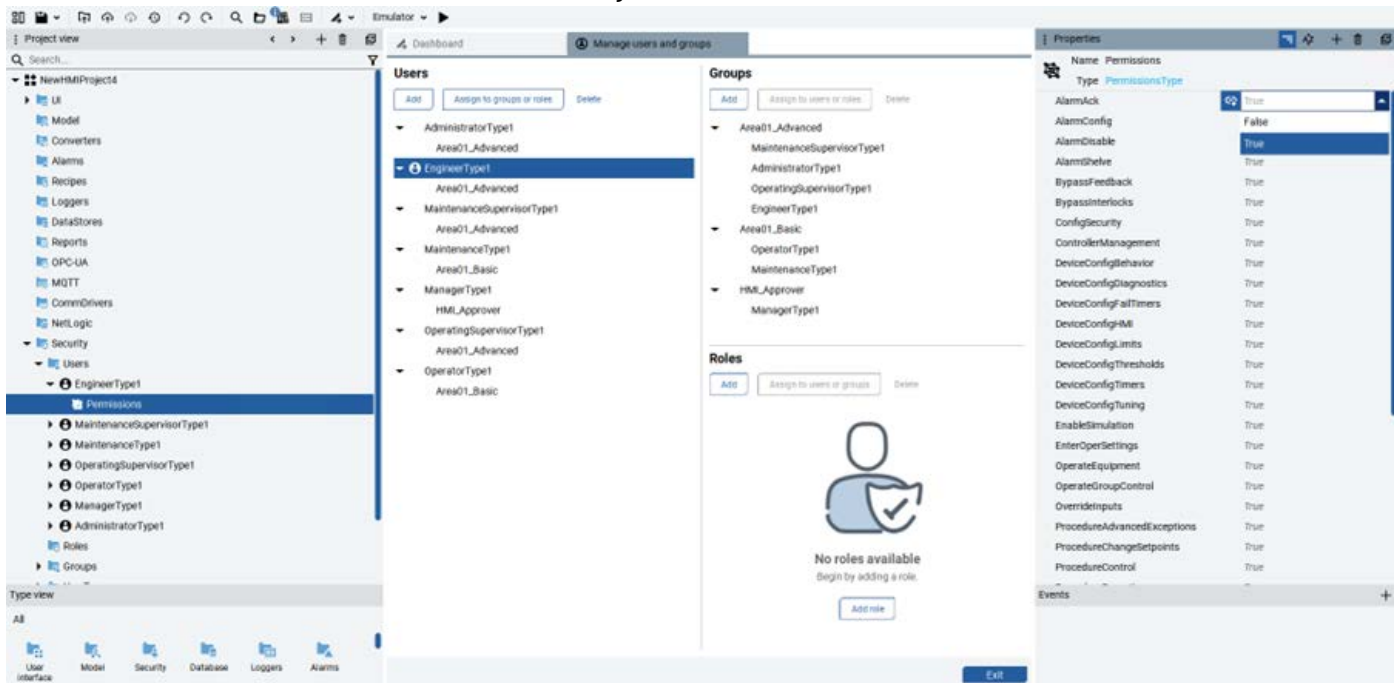 Emulator
Project view
Search...
NewHMIProject4
UI
Model
Converters
Alarms
Recipes
Loggers
DataStores
Reports
OPC-UA
MQTT
CommDrivers
NetLogic
Security
Users
EngineerType1
Permissions
MaintenanceSupervisorType1
MaintenanceType1
OperatingSupervisorType1
OperatorType1
ManagerType1
AdministratorType1
Roles
Groups
Type view
All
User interface
Model
Security
Database
Loggers
Alarms
Dashboard
Manage users and groups
Users
Add
Assign to groups or roles
Delete
AdministratorType1
Area01_Advanced
EngineerType1
Area01_Advanced
MaintenanceSupervisorType1
Area01_Advanced
MaintenanceType1
Area01_Basic
ManagerType1
HMI_Approver
OperatingSupervisorType1
Area01_Advanced
OperatorType1
Area01_Basic
Groups
Add
Assign to users or roles
Delete
Area01_Advanced
MaintenanceSupervisorType1
AdministratorType1
OperatingSupervisorType1
EngineerType1
Area01_Basic
OperatorType1
MaintenanceType1
HMI_Approver
ManagerType1
Roles
Add
Assign to users or groups
Delete
No roles available
Begin by adding a role.
Add role
Exit
Properties
Name Permissions
Type PermissionsType
AlarmAck True
AlarmConfig False
AlarmDisable True
AlarmShelve True
BypassFeedback True
BypassInterlocks True
ConfigSecurity True
ControllerManagement True
DeviceConfigBehavior True
DeviceConfigDiagnostics True
DeviceConfigFailTimers True
DeviceConfigHMI True
DeviceConfigLimits True
DeviceConfigThresholds True
DeviceConfigTimers True
DeviceConfigTuning True
EnableSimulation True
EnterOperSettings True
OperateEquipment True
OperateGroupControl True
OverrideInputs True
ProcedureAdvancedExceptions True
ProcedureChangeSetpoints True
ProcedureControl True
Events